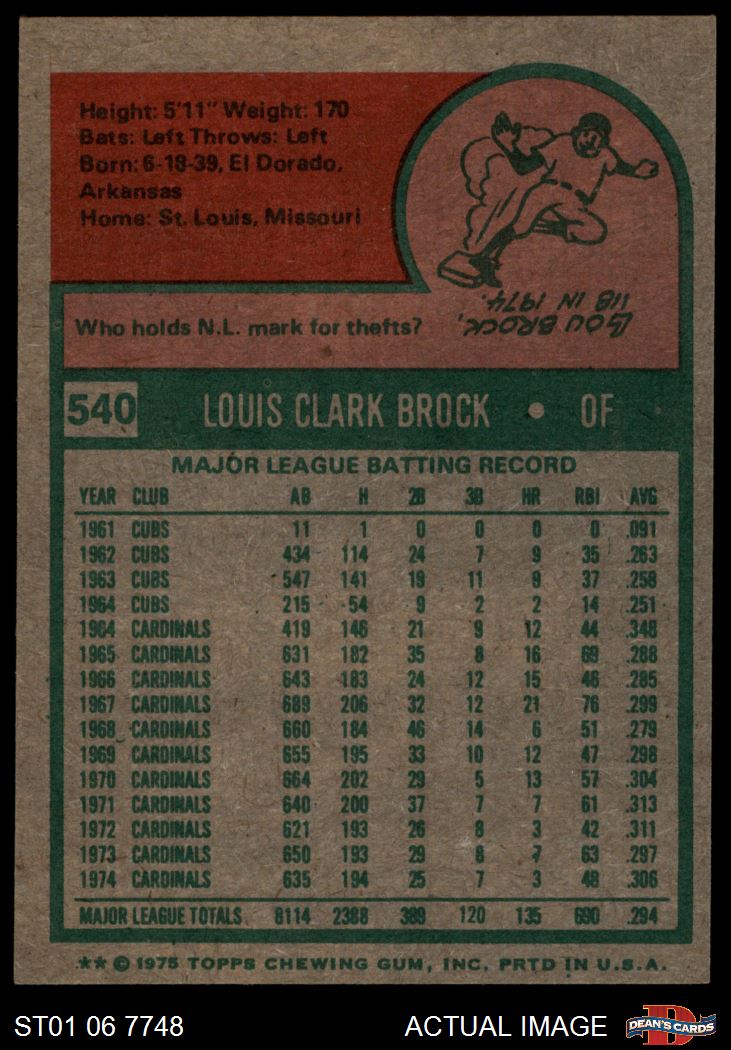 Height: 5'11" Weight: 170
Bats: Left Throws: Left
Born: 6-18-39, El Dorado,
Arkansas
Home: St. Louis, Missouri
Who holds N.L. mark for thefts?
LOU BROCK,
118 IN 1974.
540 LOUIS CLARK BROCK • OF
MAJOR LEAGUE BATTING RECORD
YEAR CLUB AB H 2B 3B HR RBI AVG
1961 CUBS 11 1 0 0 0 0 .091
1962 CUBS 434 114 24 7 9 35 .263
1963 CUBS 547 141 19 11 9 37 .258
1964 CUBS 215 54 9 2 2 14 .251
1964 CARDINALS 419 146 21 9 12 44 .348
1965 CARDINALS 631 182 35 8 16 69 .288
1966 CARDINALS 643 183 24 12 15 46 .285
1967 CARDINALS 689 206 32 12 21 76 .299
1968 CARDINALS 660 184 46 14 6 51 .279
1969 CARDINALS 655 195 33 10 12 47 .298
1970 CARDINALS 664 202 29 5 13 57 .304
1971 CARDINALS 640 200 37 7 7 61 .313
1972 CARDINALS 621 193 26 8 3 42 .311
1973 CARDINALS 650 193 29 8 7 63 .297
1974 CARDINALS 635 194 25 7 3 48 .306
MAJOR LEAGUE TOTALS 8114 2388 389 120 135 690 .294
** © 1975 TOPPS CHEWING GUM, INC. PRTD IN U.S.A.
ST01 06 7748 ACTUAL IMAGE D DEAN'S CARDS